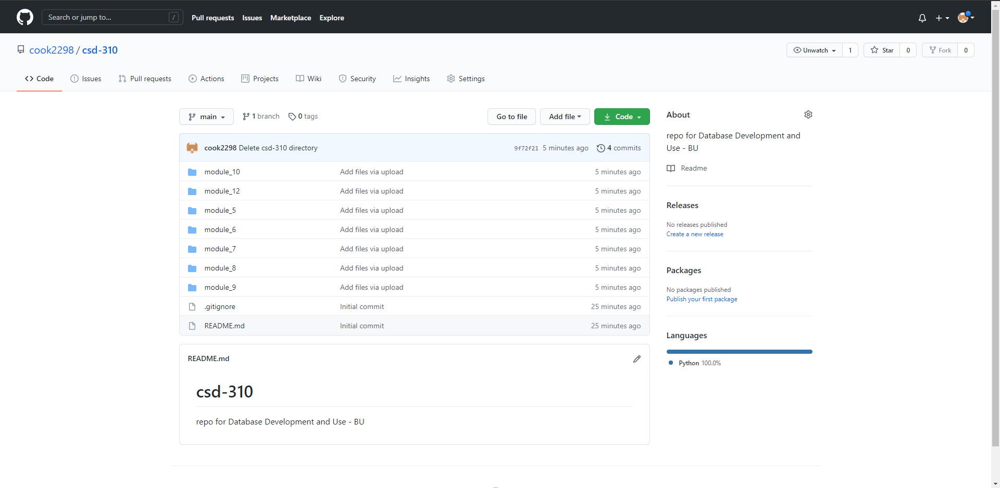 Search or jump to... /
Pull requests Issues Marketplace Explore
cook2298 / csd-310
Unwatch 1 Star 0 Fork 0
Code Issues Pull requests Actions Projects Wiki Security Insights Settings
main 1 branch 0 tags
Go to file Add file Code
cook2298 Delete csd-310 directory 9f72f21 5 minutes ago 4 commits
module_10 Add files via upload 5 minutes ago
module_12 Add files via upload 5 minutes ago
module_5 Add files via upload 5 minutes ago
module_6 Add files via upload 5 minutes ago
module_7 Add files via upload 5 minutes ago
module_8 Add files via upload 5 minutes ago
module_9 Add files via upload 5 minutes ago
.gitignore Initial commit 25 minutes ago
README.md Initial commit 25 minutes ago
README.md
csd-310
repo for Database Development and Use - BU
About
repo for Database Development and
Use - BU
Readme
Releases
No releases published
Create a new release
Packages
No packages published
Publish your first package
Languages
Python 100.0%